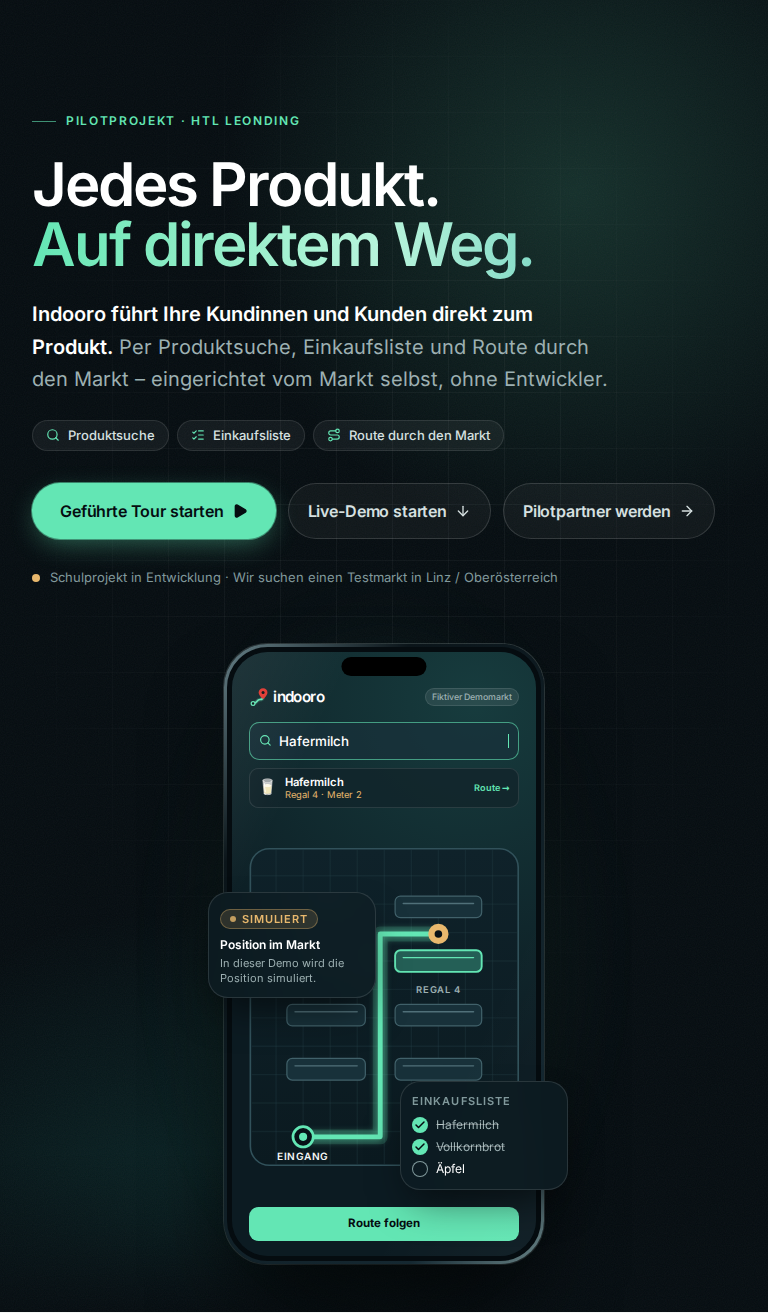 PILOTPROJEKT · HTL LEONDING
Jedes Produkt.
Auf direktem Weg.
Indooro führt Ihre Kundinnen und Kunden direkt zum
Produkt. Per Produktsuche, Einkaufsliste und Route durch
den Markt – eingerichtet vom Markt selbst, ohne Entwickler.
Produktsuche
Einkaufsliste
Route durch den Markt
Geführte Tour starten
Live-Demo starten ↓
Pilotpartner werden →
Schulprojekt in Entwicklung · Wir suchen einen Testmarkt in Linz / Oberösterreich
indooro
Fiktiver Demomarkt
Hafermilch
Hafermilch
Regal 4 · Meter 2
Route →
SIMULIERT
Position im Markt
In dieser Demo wird die
Position simuliert.
REGAL 4
EINKAUFSLISTE
Hafermilch
Vollkornbrot
Äpfel
EINGANG
Route folgen